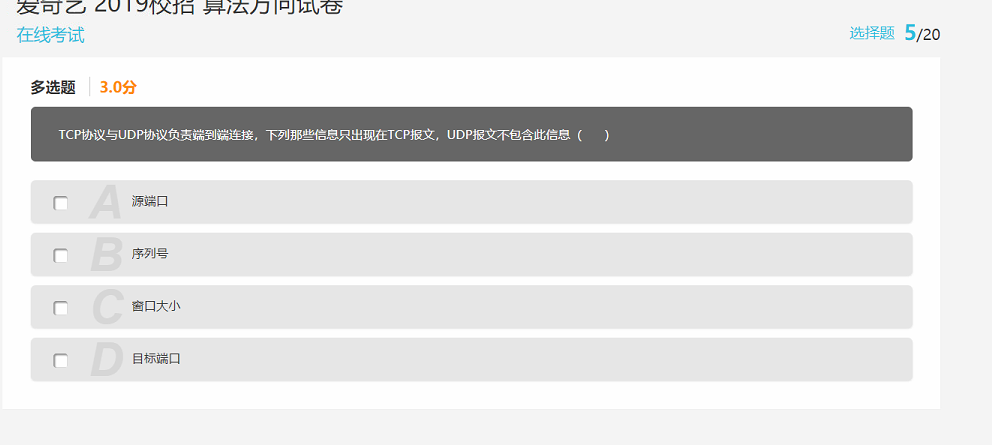 爱奇艺 2019校招 算法方向试卷
在线考试
选择题 5/20
多选题 3.0分
TCP协议与UDP协议负责端到端连接，下列那些信息只出现在TCP报文，UDP报文不包含此信息（ ）
A 源端口
B 序列号
C 窗口大小
D 目标端口